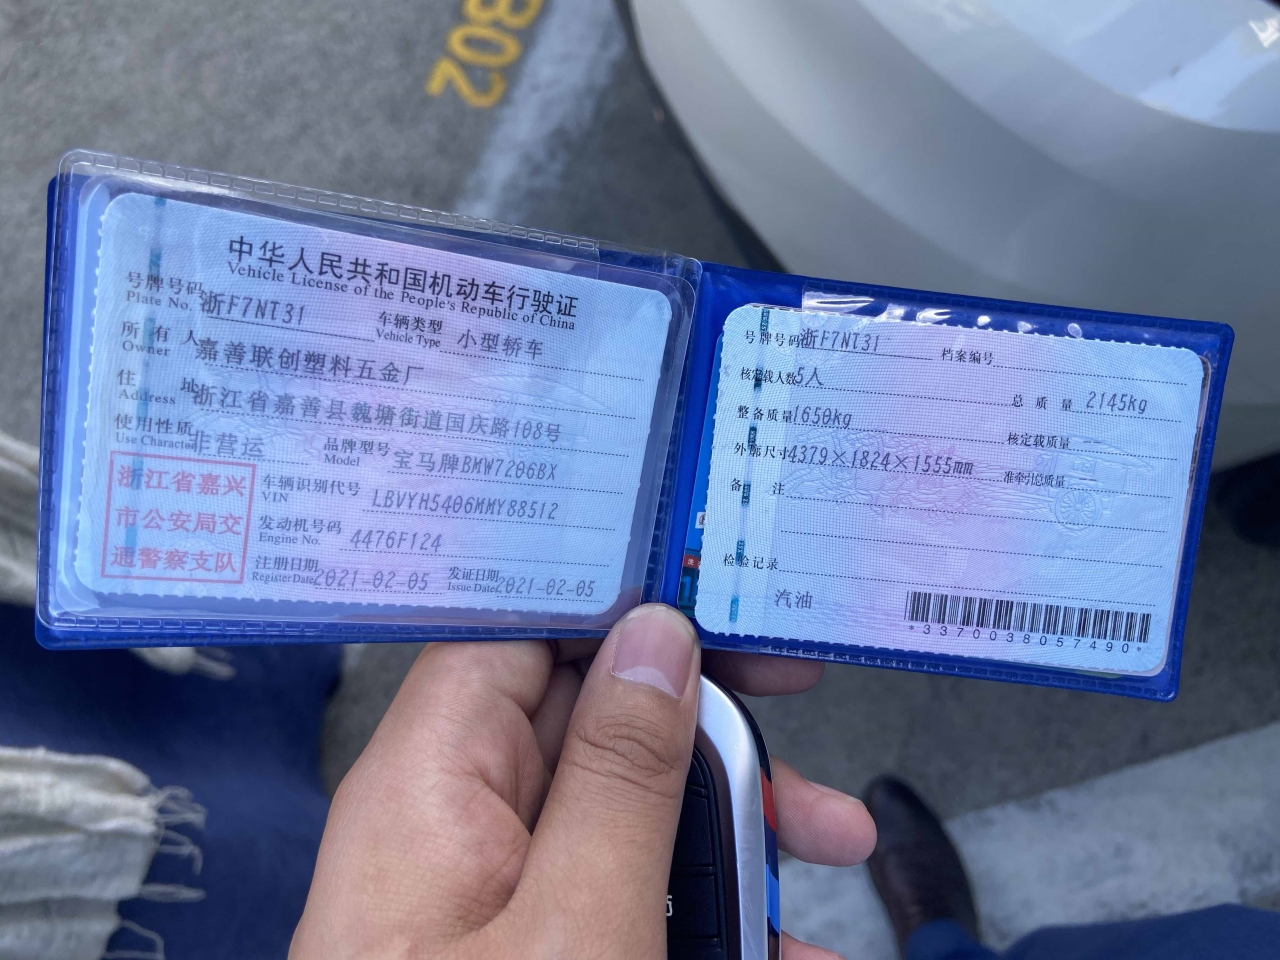 302
中华人民共和国机动车行驶证
Vehicle License of the People's Republic of China
号牌号码 浙F7NT31 车辆类型 小型轿车
Plate No. Vehicle Type
所有人 嘉善联创塑料五金厂
Owner
住址 浙江省嘉善县魏塘街道国庆路108号
Address
使用性质 非营运 品牌型号 宝马牌BMW7206BX
Use Character Model
浙江省嘉兴
市公安局交
通警察支队
车辆识别代号 LBVYH5406MMY88512
VIN
发动机号码 4476F124
Engine No.
注册日期 2021-02-05 发证日期 2021-02-05
Register Date Issue Date
号牌号码 浙F7NT31 档案编号
核定载人数 5人 总质量 2145kg
整备质量 1650kg 核定载质量
外廓尺寸 4379×1824×1555mm 准牵引总质量
备注
检验记录
汽油
*3370038057490*